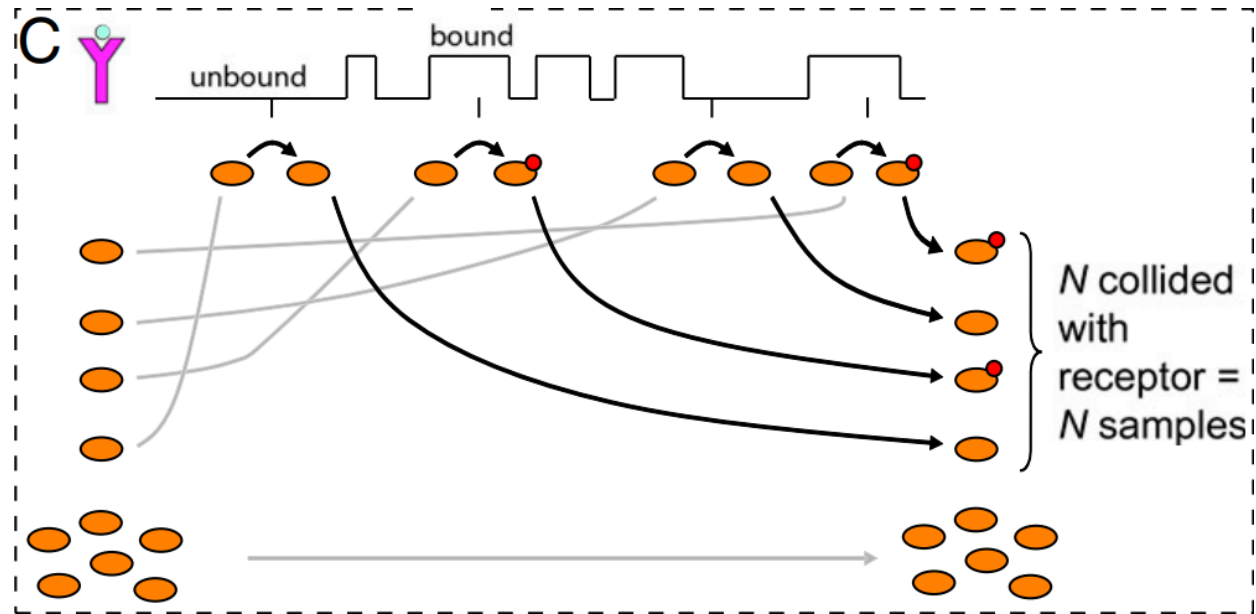 C
bound
unbound
N collided
with
receptor =
N samples